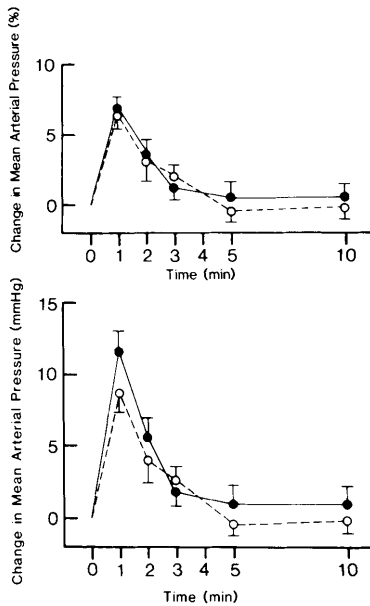 Change in Mean Arterial Pressure (%)
10
5
0
0 1 2 3 4 5 10
Time (min)
Change in Mean Arterial Pressure (mmHg)
15
10
5
0
0 1 2 3 4 5 10
Time (min)